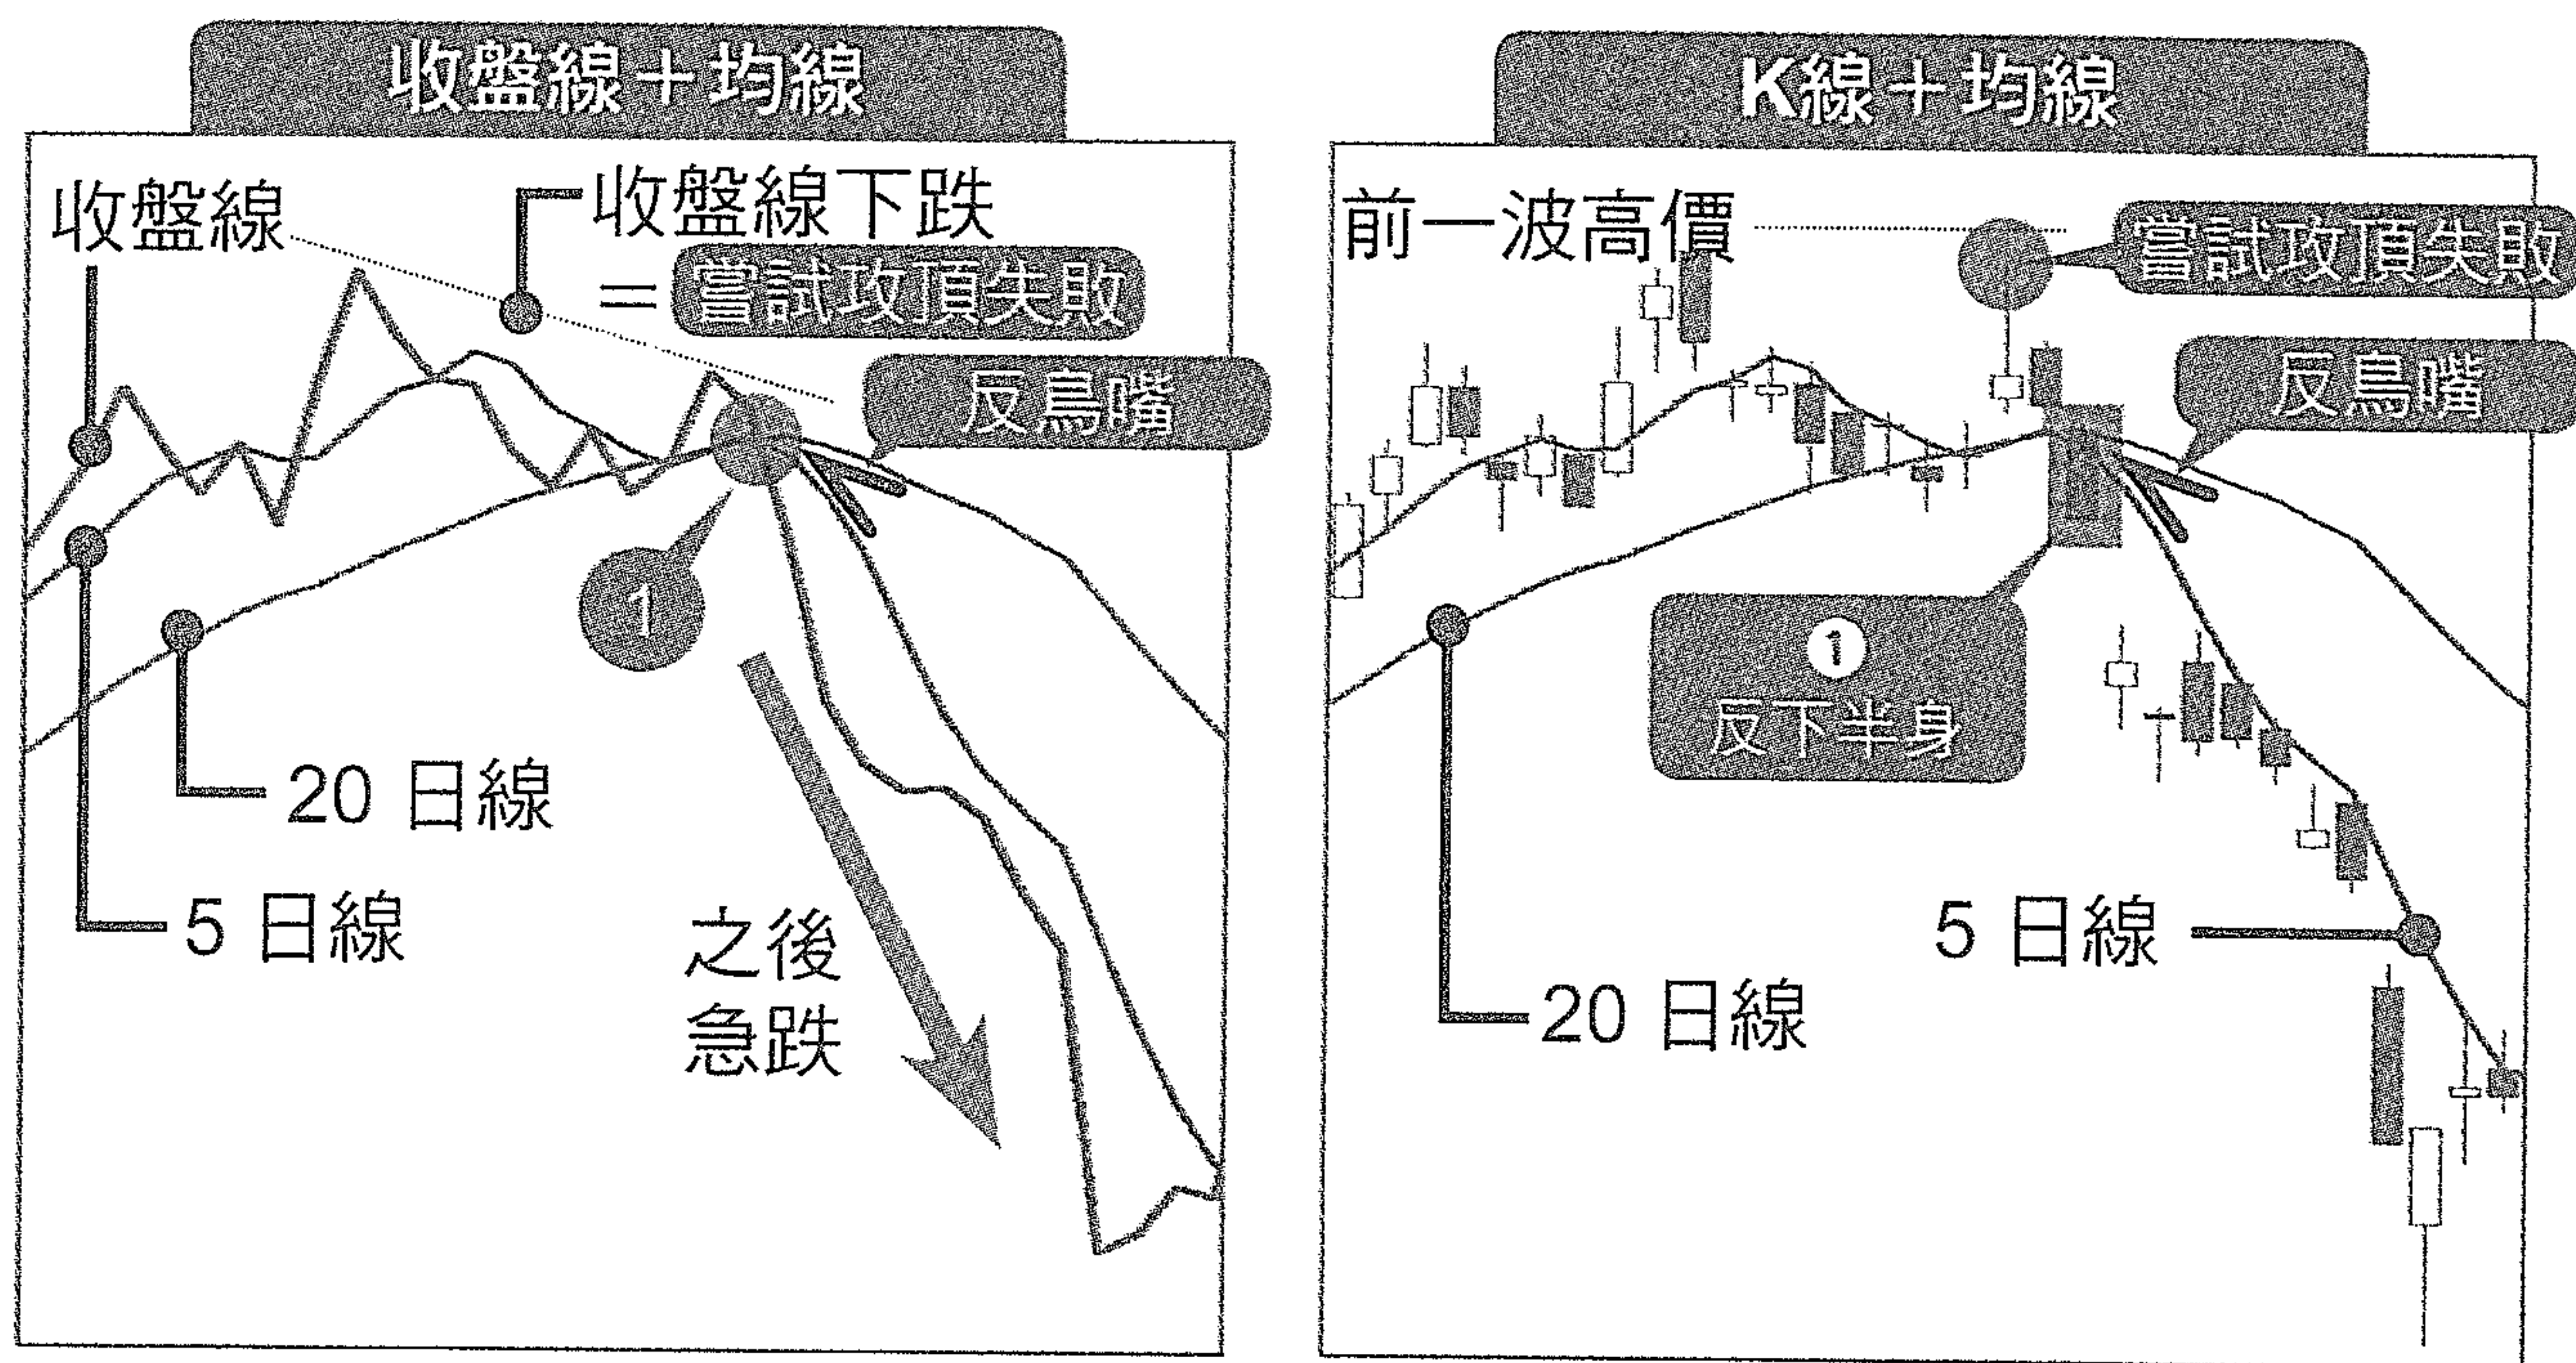 收盤線＋均線
收盤線
收盤線下跌
＝嘗試攻頂失敗
反鳥嘴
1
20 日線
5 日線
之後
急跌
K線＋均線
前一波高價
嘗試攻頂失敗
反鳥嘴
1
反下半身
5 日線
20 日線